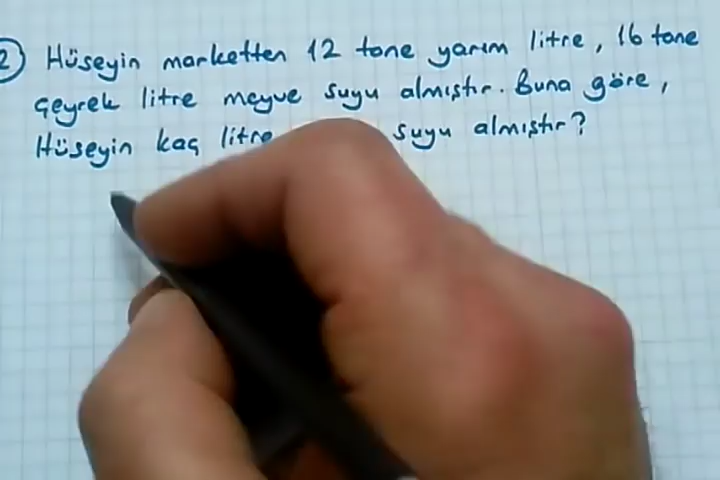 2 Hüseyin marketten 12 tane yarım litre, 16 tane
çeyrek litre meyve suyu almıştır. Buna göre,
Hüseyin kaç litre suyu almıştır?